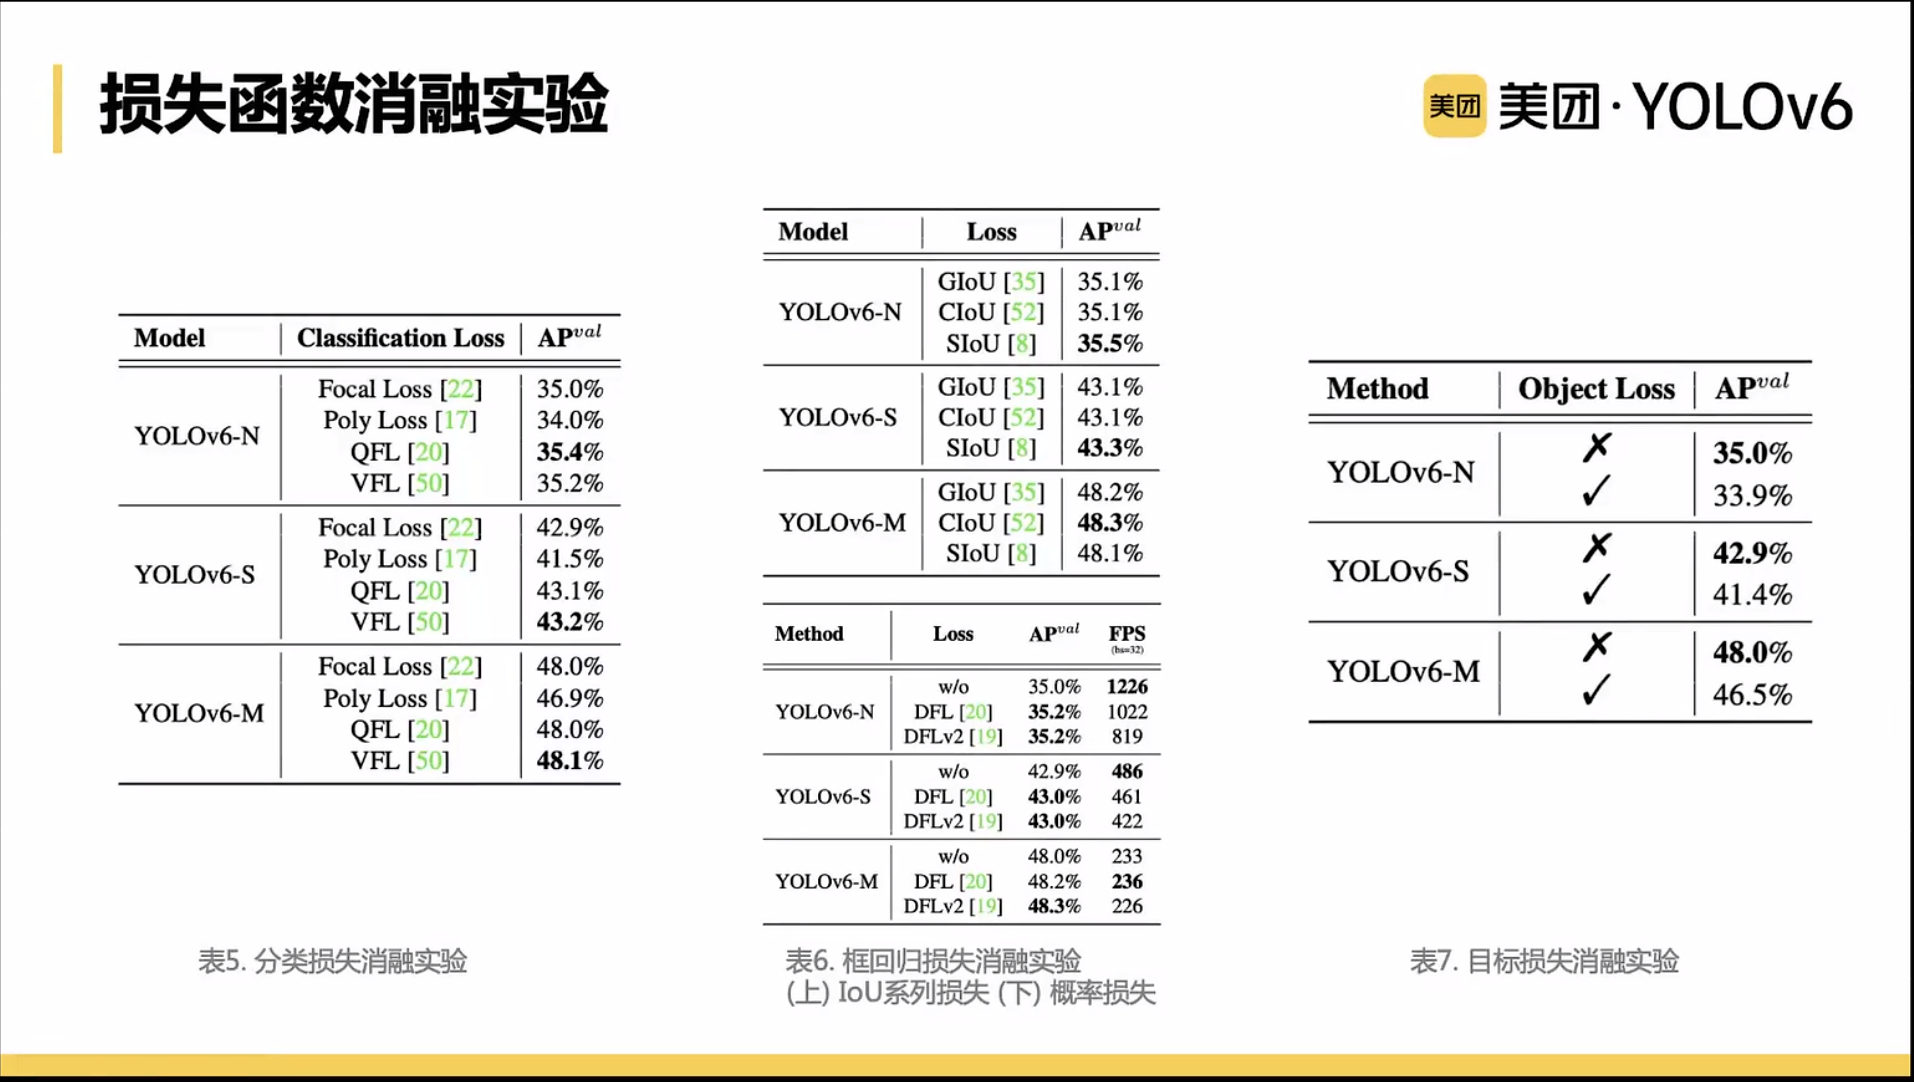 损失函数消融实验
美团 美团·YOLOv6
Model Classification Loss AP^val
YOLOv6-N
Focal Loss [22] 35.0%
Poly Loss [17] 34.0%
QFL [20] 35.4%
VFL [50] 35.2%
YOLOv6-S
Focal Loss [22] 42.9%
Poly Loss [17] 41.5%
QFL [20] 43.1%
VFL [50] 43.2%
YOLOv6-M
Focal Loss [22] 48.0%
Poly Loss [17] 46.9%
QFL [20] 48.0%
VFL [50] 48.1%
表5. 分类损失消融实验
Model Loss AP^val
GIoU [35] 35.1%
YOLOv6-N CIoU [52] 35.1%
SIoU [8] 35.5%
GIoU [35] 43.1%
YOLOv6-S CIoU [52] 43.1%
SIoU [8] 43.3%
GIoU [35] 48.2%
YOLOv6-M CIoU [52] 48.3%
SIoU [8] 48.1%
Method Loss AP^val FPS
(bs=32)
w/o 35.0% 1226
YOLOv6-N DFL [20] 35.2% 1022
DFLv2 [19] 35.2% 819
w/o 42.9% 486
YOLOv6-S DFL [20] 43.0% 461
DFLv2 [19] 43.0% 422
w/o 48.0% 233
YOLOv6-M DFL [20] 48.2% 236
DFLv2 [19] 48.3% 226
表6. 框回归损失消融实验
(上) IoU系列损失 (下) 概率损失
Method Object Loss AP^val
YOLOv6-N
✗ 35.0%
✓ 33.9%
YOLOv6-S
✗ 42.9%
✓ 41.4%
YOLOv6-M
✗ 48.0%
✓ 46.5%
表7. 目标损失消融实验